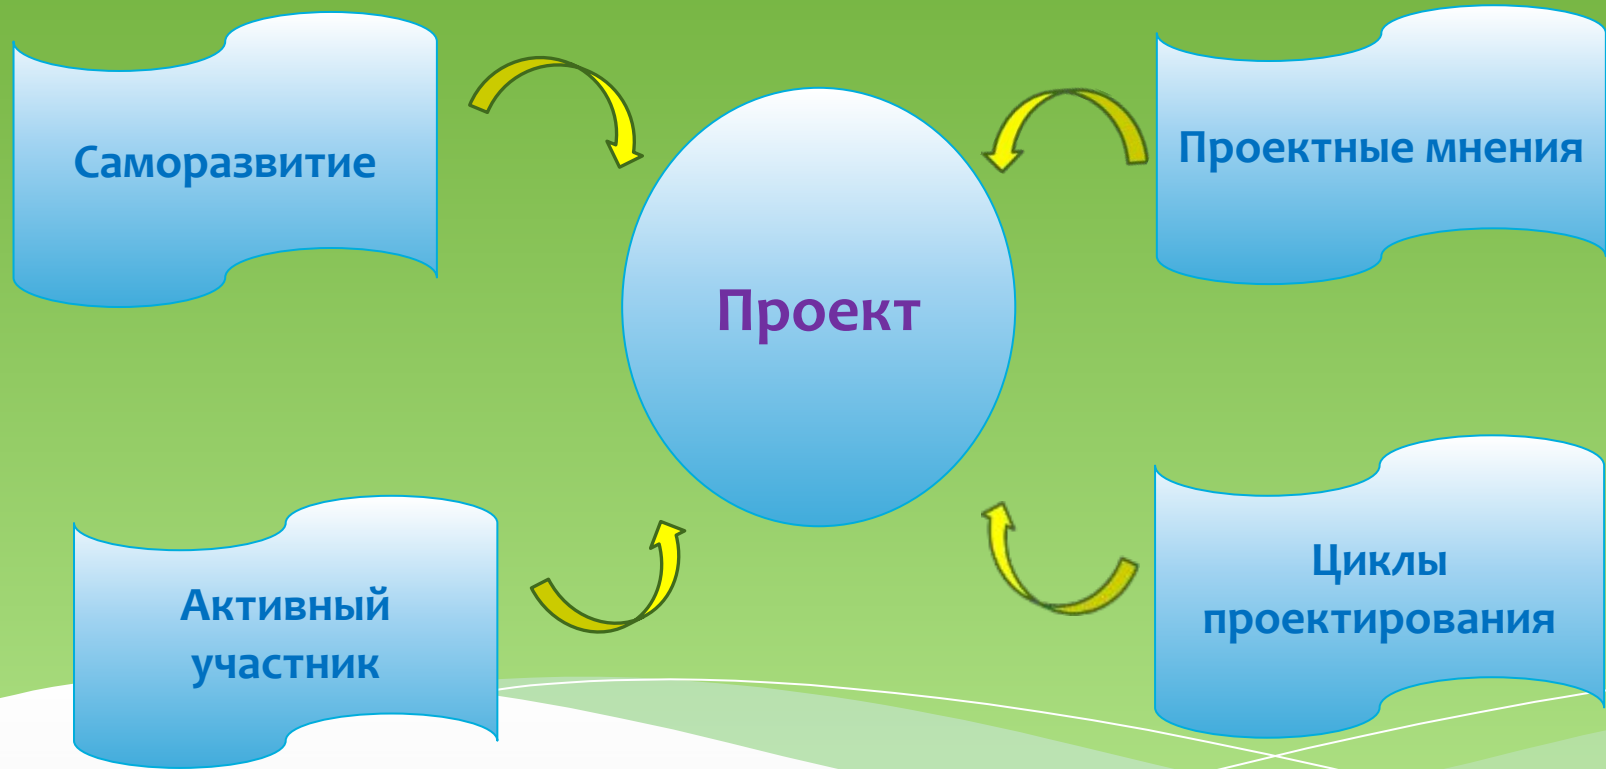 Саморазвитие
Проектные мнения
Проект
Активный
участник
Циклы
проектирования